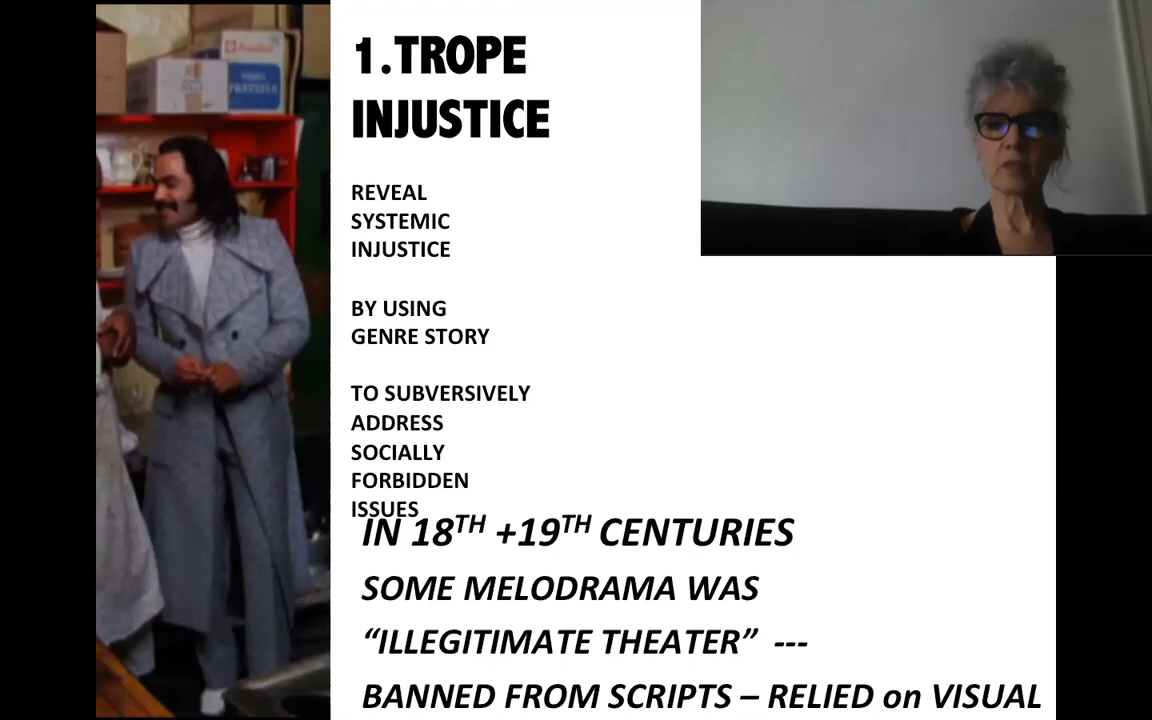 1.TROPE
INJUSTICE
REVEAL
SYSTEMIC
INJUSTICE
BY USING
GENRE STORY
TO SUBVERSIVELY
ADDRESS
SOCIALLY
FORBIDDEN
ISSUES
IN 18TH +19TH CENTURIES
SOME MELODRAMA WAS
“ILLEGITIMATE THEATER” ---
BANNED FROM SCRIPTS – RELIED on VISUAL